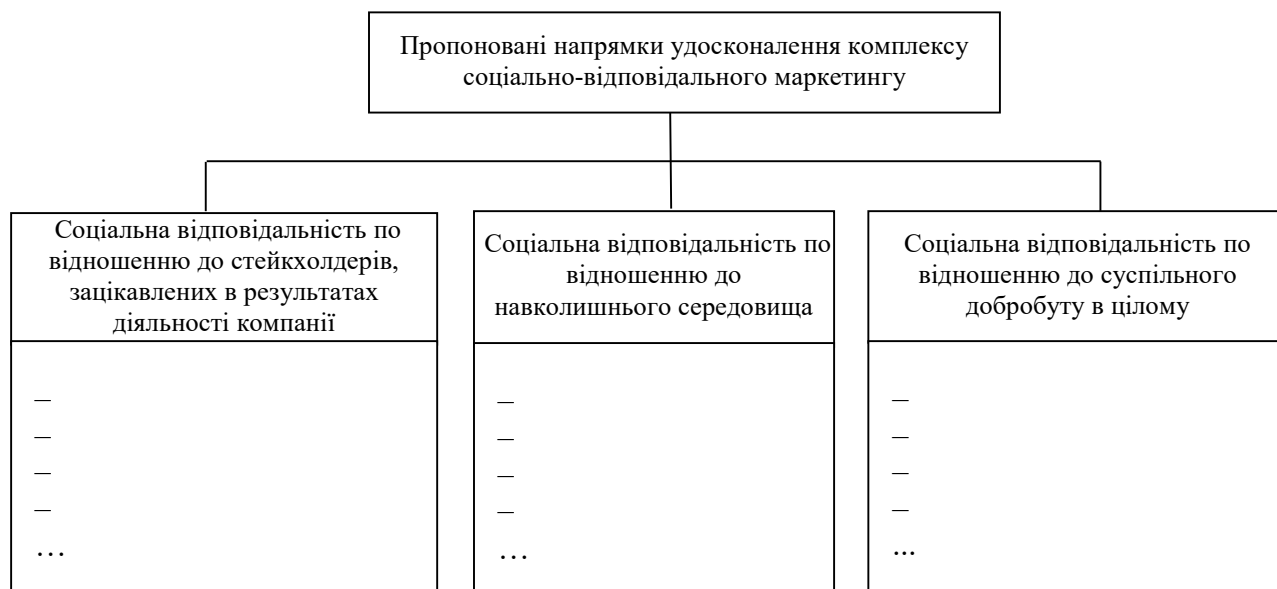 Пропоновані напрямки удосконалення комплексу
соціально-відповідального маркетингу
Соціальна відповідальність по
відношенню до стейкхолдерів,
зацікавлених в результатах
діяльності компанії
–
–
–
–
…
Соціальна відповідальність по
відношенню до
навколишнього середовища
–
–
–
–
…
Соціальна відповідальність по
відношенню до суспільного
добробуту в цілому
–
–
–
–
...